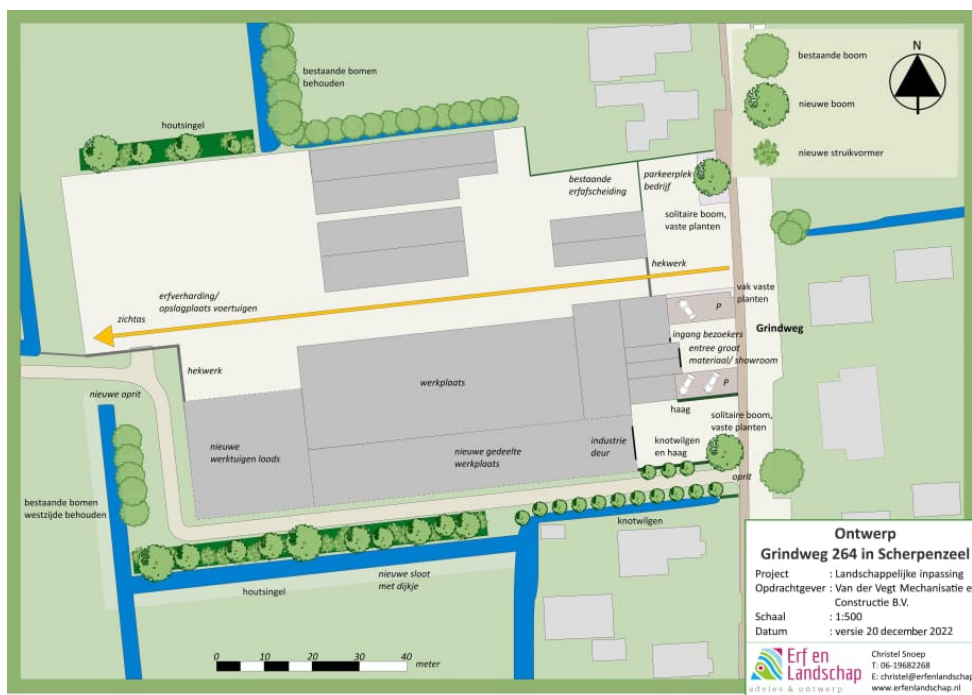 bestaande bomen
behouden
houtsingel
bestaande boom
nieuwe boom
nieuwe struikvormer
N
bestaande
erfafscheiding
parkeerplek
bedrijf
solitaire boom,
vaste planten
hekwerk
erfverharding/
opslagplaats voertuigen
zichtas
vak vaste
planten
P
Grindweg
ingang bezoekers
entree groot
materiaal/ showroom
hekwerk
werkplaats
P
nieuwe oprit
haag
solitaire boom,
vaste planten
nieuwe
werktuigen loods
nieuwe gedeelte
werkplaats
industrie
deur
knotwilgen
en haag
oprit
bestaande bomen
westzijde behouden
knotwilgen
nieuwe sloot
met dijkje
houtsingel
0 10 20 30 40
meter
Ontwerp
Grindweg 264 in Scherpenzeel
Project : Landschappelijke inpassing
Opdrachtgever : Van der Vegt Mechanisatie e
Constructie B.V.
Schaal : 1:500
Datum : versie 20 december 2022
Erf en
Landschap
advies & ontwerp
Christel Snoep
T: 06-19682268
E: christel@erfenlandschap
www.erfenlandschap.nl